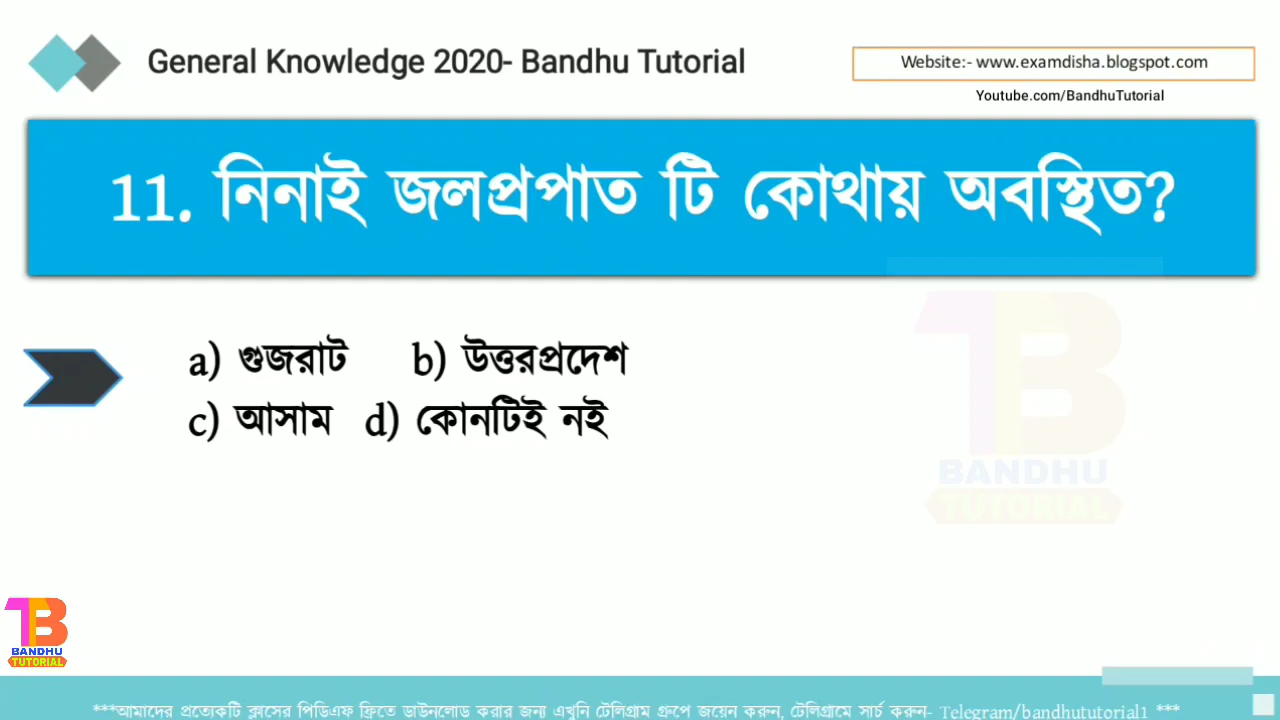 General Knowledge 2020- Bandhu Tutorial
Website:- www.examdisha.blogspot.com
Youtube.com/BandhuTutorial
11. নিনাই জলপ্রপাত টি কোথায় অবস্থিত?
a) গুজরাট b) উত্তরপ্রদেশ
c) আসাম d) কোনটিই নই
TB
BANDHU
TUTORIAL
TB
BANDHU
TUTORIAL
***আমাদের প্রত্যেকটি ক্লাসের পিডিএফ ফ্রিতে ডাউনলোড করার জন্য এখুনি টেলিগ্রাম গ্রুপে জয়েন করুন, টেলিগ্রামে সার্চ করুন- Telegram/bandhututorial1 ***